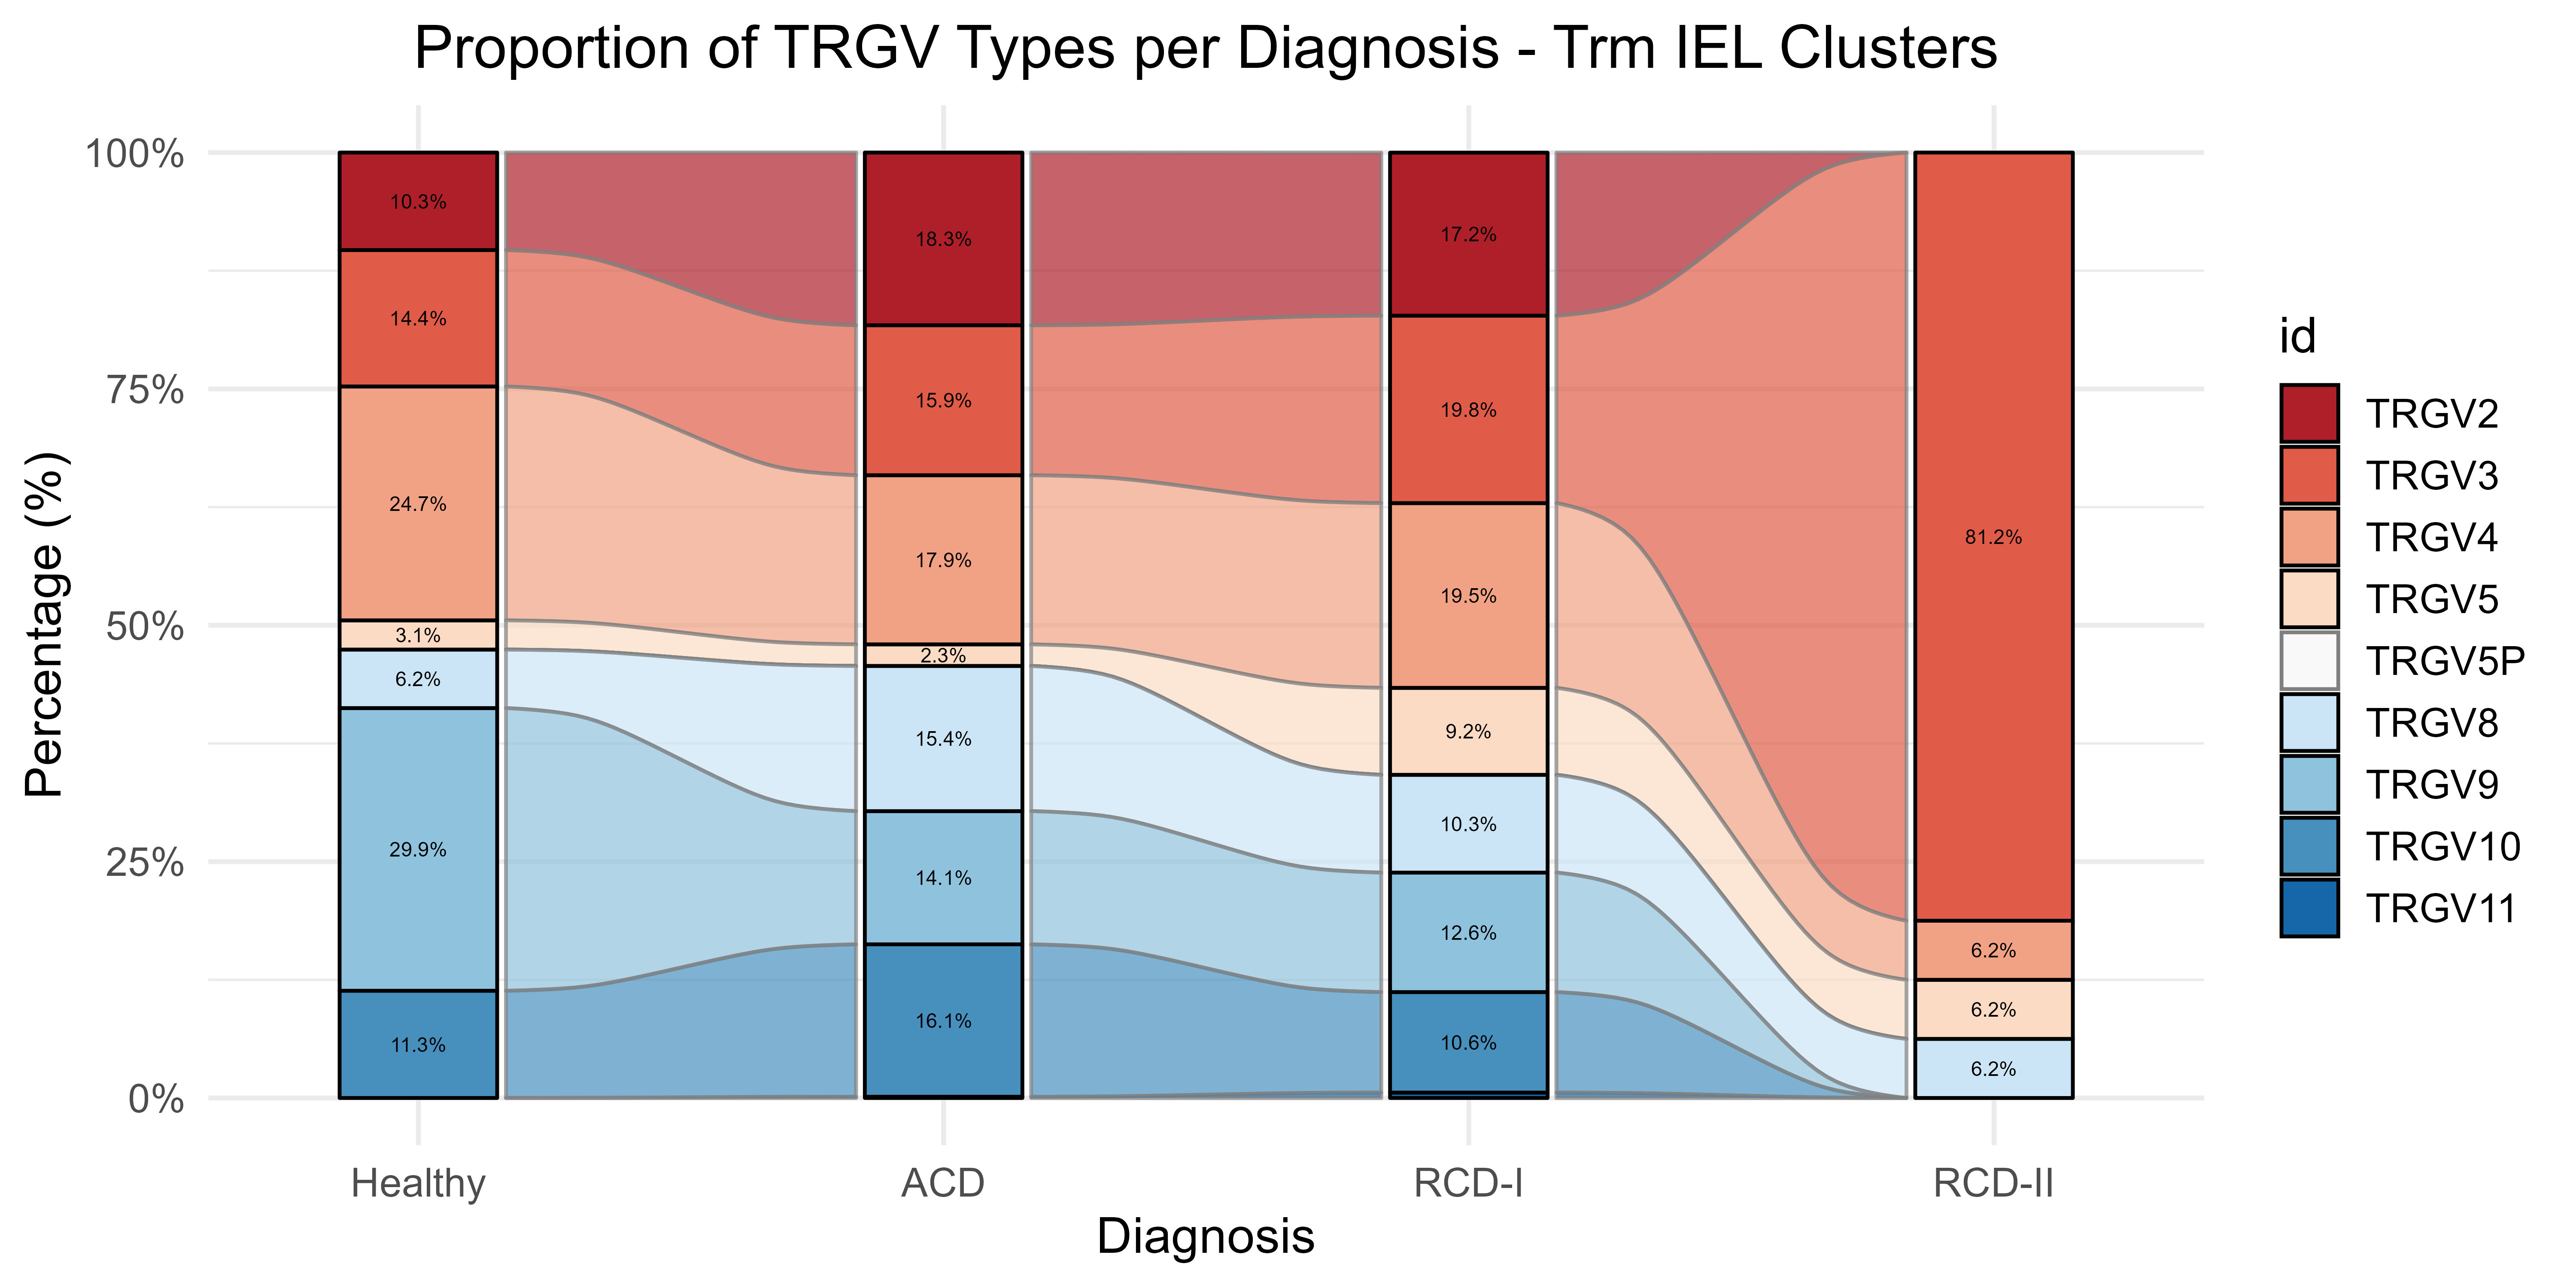 Proportion of TRGV Types per Diagnosis - Trm IEL Clusters
Percentage (%)
100%
75%
50%
25%
0%
10.3%
14.4%
24.7%
3.1%
6.2%
29.9%
11.3%
18.3%
15.9%
17.9%
2.3%
15.4%
14.1%
16.1%
17.2%
19.8%
19.5%
9.2%
10.3%
12.6%
10.6%
81.2%
6.2%
6.2%
6.2%
Healthy
ACD
RCD-I
RCD-II
Diagnosis
id
TRGV2
TRGV3
TRGV4
TRGV5
TRGV5P
TRGV8
TRGV9
TRGV10
TRGV11